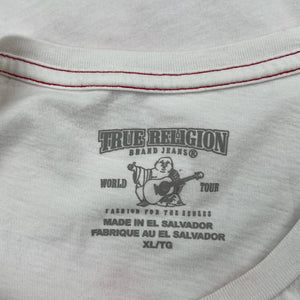 TRUE RELIGION
BRAND JEANS®
WORLD TOUR
FASHION FOR THE SENSES
MADE IN EL SALVADOR
FABRIQUE AU EL SALVADOR
XL/TG